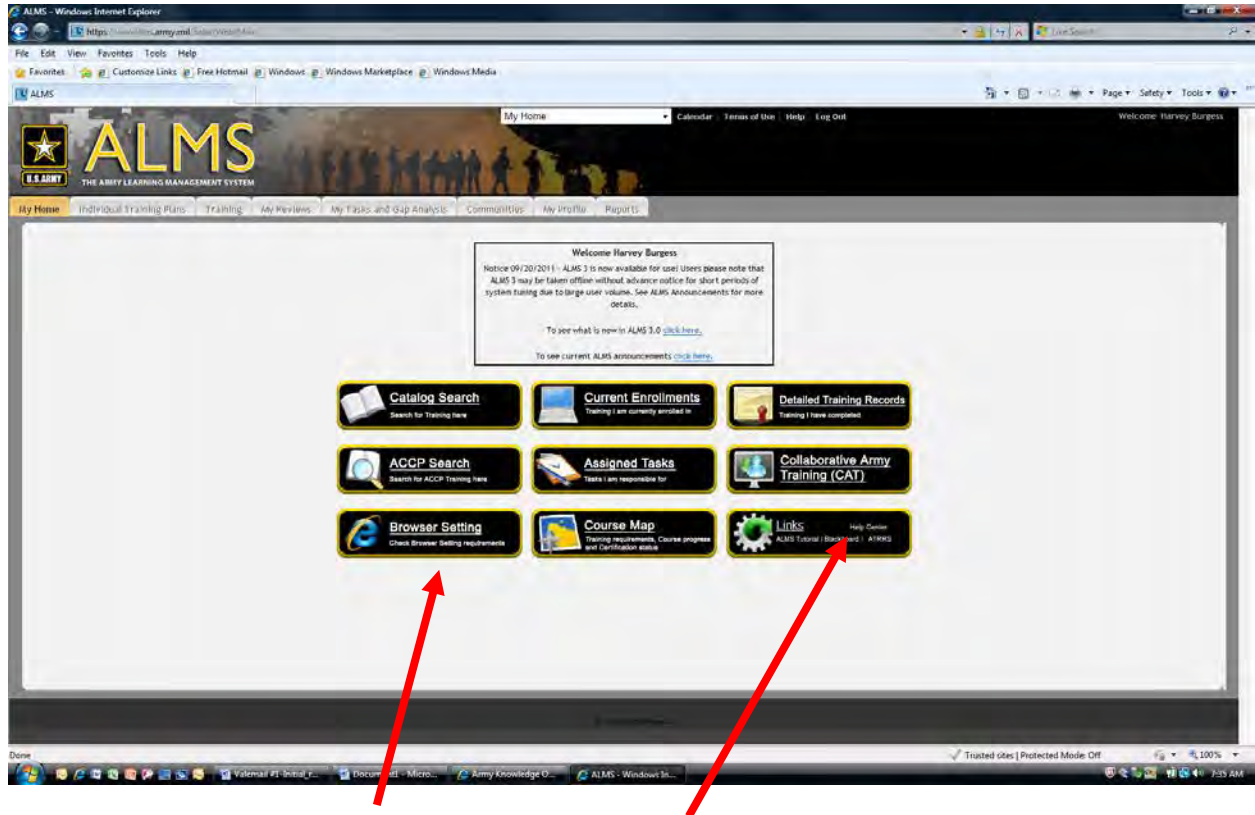 ALMS - Windows Internet Explorer
https army.mil
Live Search
File Edit View Favorites Tools Help
Favorites Customize Links Free Hotmail Windows Windows Marketplace Windows Media
ALMS
Page Safety Tools
My Home Calendar Terms of Use Help Log Out Welcome Harvey Burgess
ALMS
U.S.ARMY
THE ARMY LEARNING MANAGEMENT SYSTEM
My Home Individual Training Plans Training My Reviews My Tasks and Gap Analysis Communities My Profile Reports
Welcome Harvey Burgess
Notice 09/20/2011 - ALMS 3 is now available for use! Users please note that
ALMS 3 may be taken offline without advance notice for short periods of
system tuning due to large user volume. See ALMS Announcements for more
details.
To see what is new in ALMS 3.0 click here.
To see current ALMS announcements click here.
Catalog Search
Search for Training here
Current Enrollments
Training I am currently enrolled in
Detailed Training Records
Training I have completed
ACCP Search
Search for ACCP Training here
Assigned Tasks
Tasks I am responsible for
Collaborative Army
Training (CAT)
Browser Setting
Check Browser Setting requirements
Course Map
Training requirements, Course progress
and Certification status
Links Help Center
ALMS Tutorial | Blackboard | ATRRS
Done
Trusted sites | Protected Mode: Off 100%
Document1 - Micro... Army Knowledge O... ALMS - Windows In... 7:35 AM